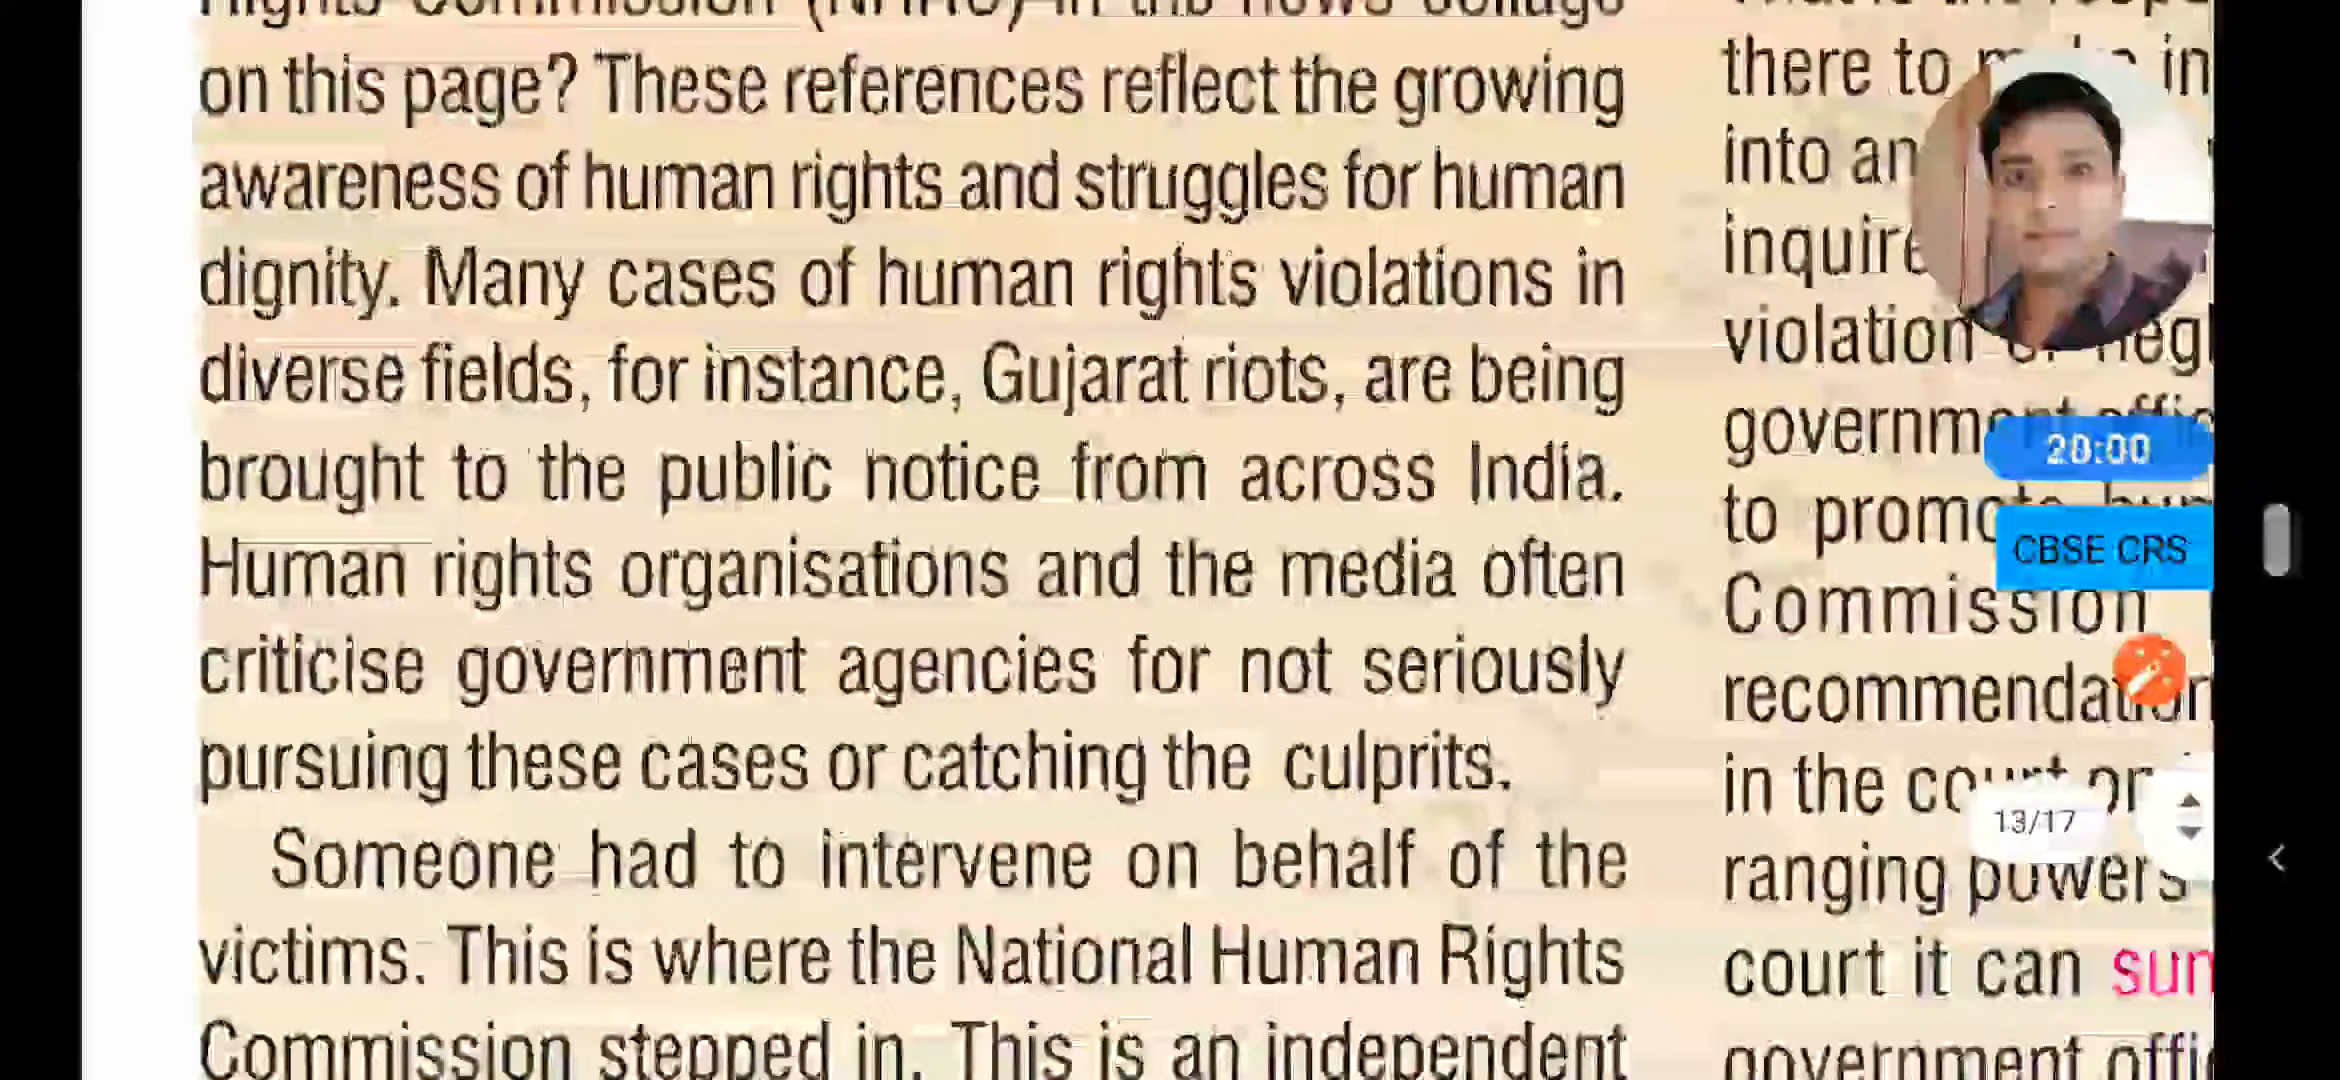 on this page? These references reflect the growing
awareness of human rights and struggles for human
dignity. Many cases of human rights violations in
diverse fields, for instance, Gujarat riots, are being
brought to the public notice from across India.
Human rights organisations and the media often
criticise government agencies for not seriously
pursuing these cases or catching the culprits.
Someone had to intervene on behalf of the
victims. This is where the National Human Rights
Commission stepped in. This is an independent
there to in
into an
inquire
violation
to
Commission
in the
ranging powers
court it can
government
20:00
CBSE CRS
13/17